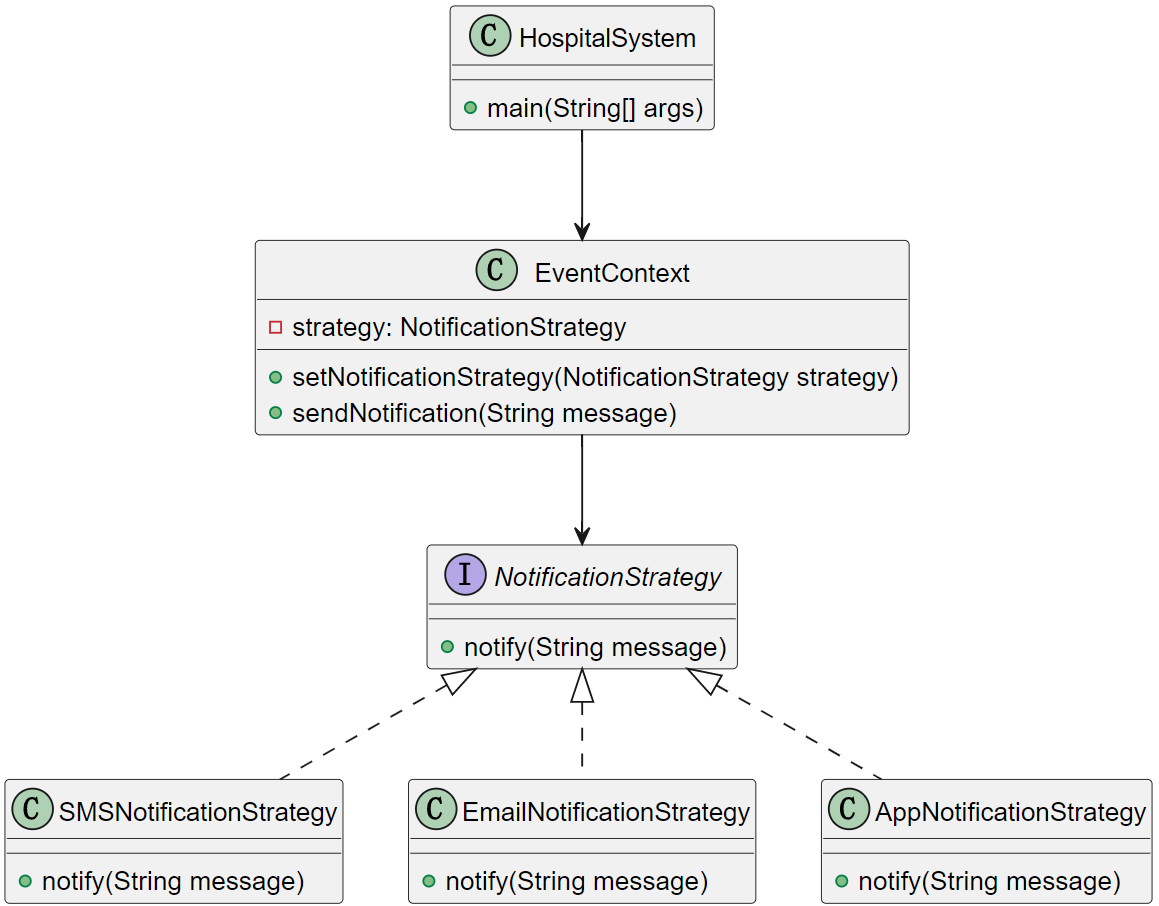 C HospitalSystem
main(String[] args)
C EventContext
strategy: NotificationStrategy
setNotificationStrategy(NotificationStrategy strategy)
sendNotification(String message)
I NotificationStrategy
notify(String message)
C SMSNotificationStrategy
notify(String message)
C EmailNotificationStrategy
notify(String message)
C AppNotificationStrategy
notify(String message)